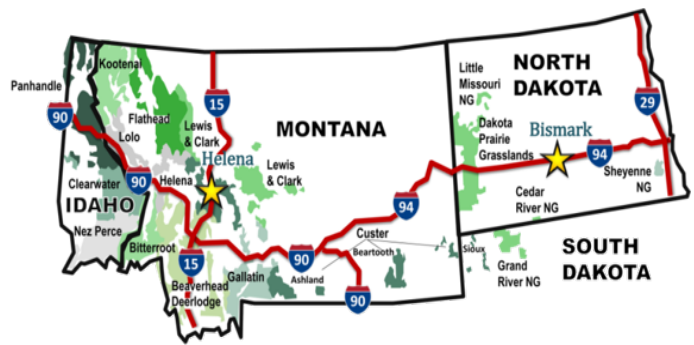 Kootenai
Panhandle
90
Flathead
Lolo
15
Lewis
& Clark
MONTANA
Helena
Lewis
& Clark
Helena
Clearwater
90
IDAHO
Nez Perce
Bitterroot
15
Beaverhead
Deerlodge
Gallatin
90
Ashland
Custer
Beartooth
94
90
Sioux
Little
Missouri
NG
NORTH
DAKOTA
29
Dakota
Prairie
Grasslands
Bismark
94
Sheyenne
NG
Cedar
River NG
Grand
River NG
SOUTH
DAKOTA